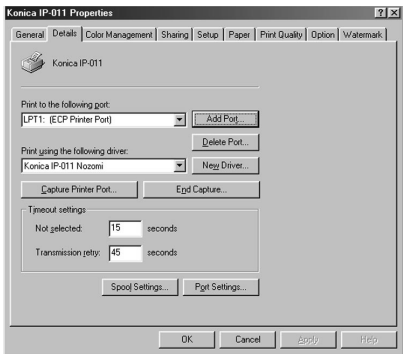 Konica IP-011 Properties
General Details Color Management Sharing Setup Paper Print Quality Option Watermark
Konica IP-011
Print to the following port:
LPT1: (ECP Printer Port) Add Port...
Delete Port...
Print using the following driver:
Konica IP-011 Nozomi New Driver...
Capture Printer Port... End Capture...
Timeout settings
Not selected: 15 seconds
Transmission retry: 45 seconds
Spool Settings... Port Settings...
OK Cancel Apply Help